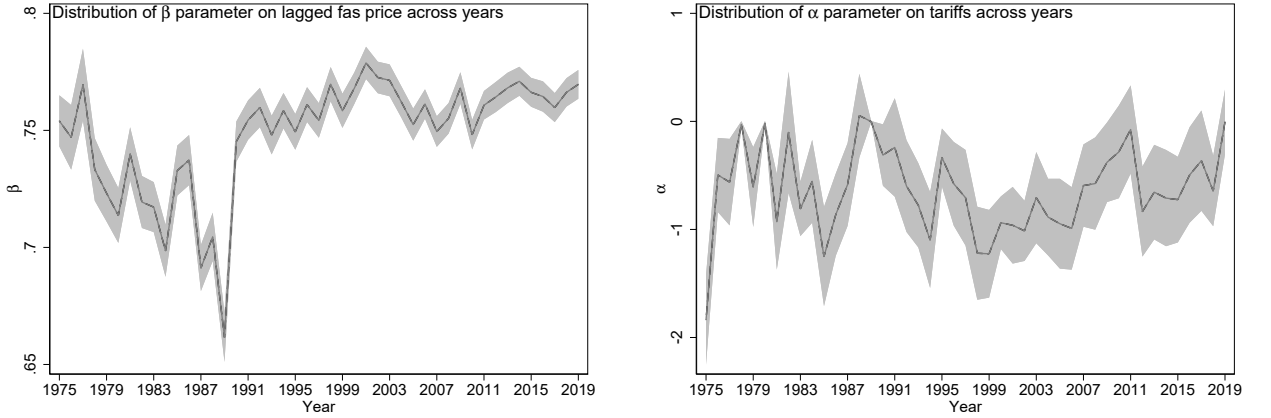 Distribution of β parameter on lagged fas price across years
.8
.75
.7
.65
β
1975 1979 1983 1987 1991 1995 1999 2003 2007 2011 2015 2019
Year
Distribution of α parameter on tariffs across years
1
0
-1
-2
α
1975 1979 1983 1987 1991 1995 1999 2003 2007 2011 2015 2019
Year